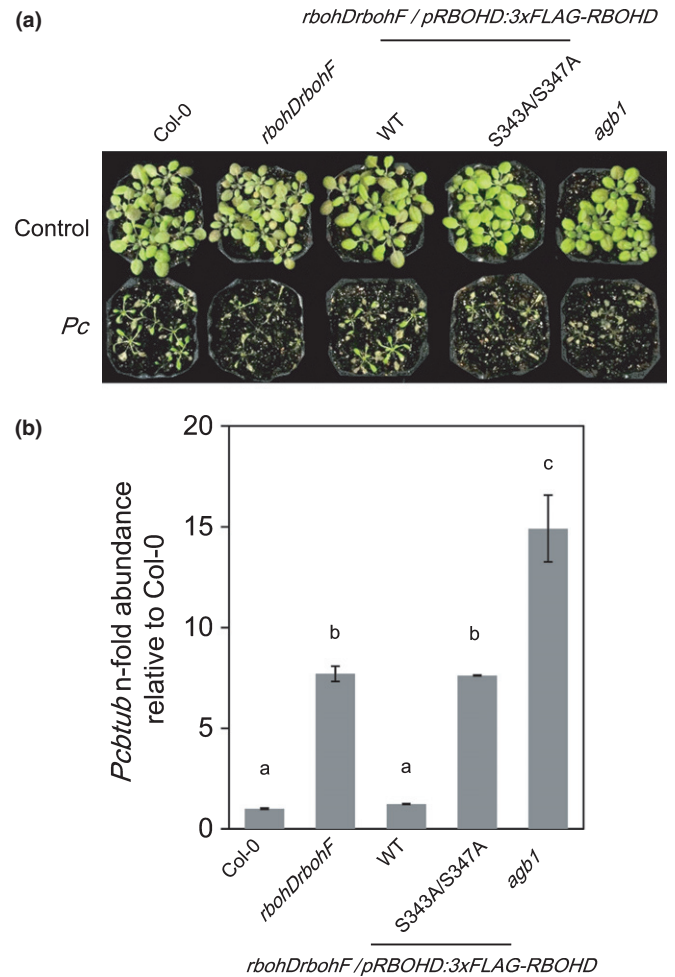 (a)
rbohDrbohF / pRBOHD:3xFLAG-RBOHD
Col-0
rbohDrbohF
WT
S343A/S347A
agb1
Control
Pc
(b)
20
15
10
5
0
Pcbtub n-fold abundance
relative to Col-0
a
b
a
b
c
Col-0
rbohDrbohF
WT
S343A/S347A
agb1
rbohDrbohF /pRBOHD:3xFLAG-RBOHD